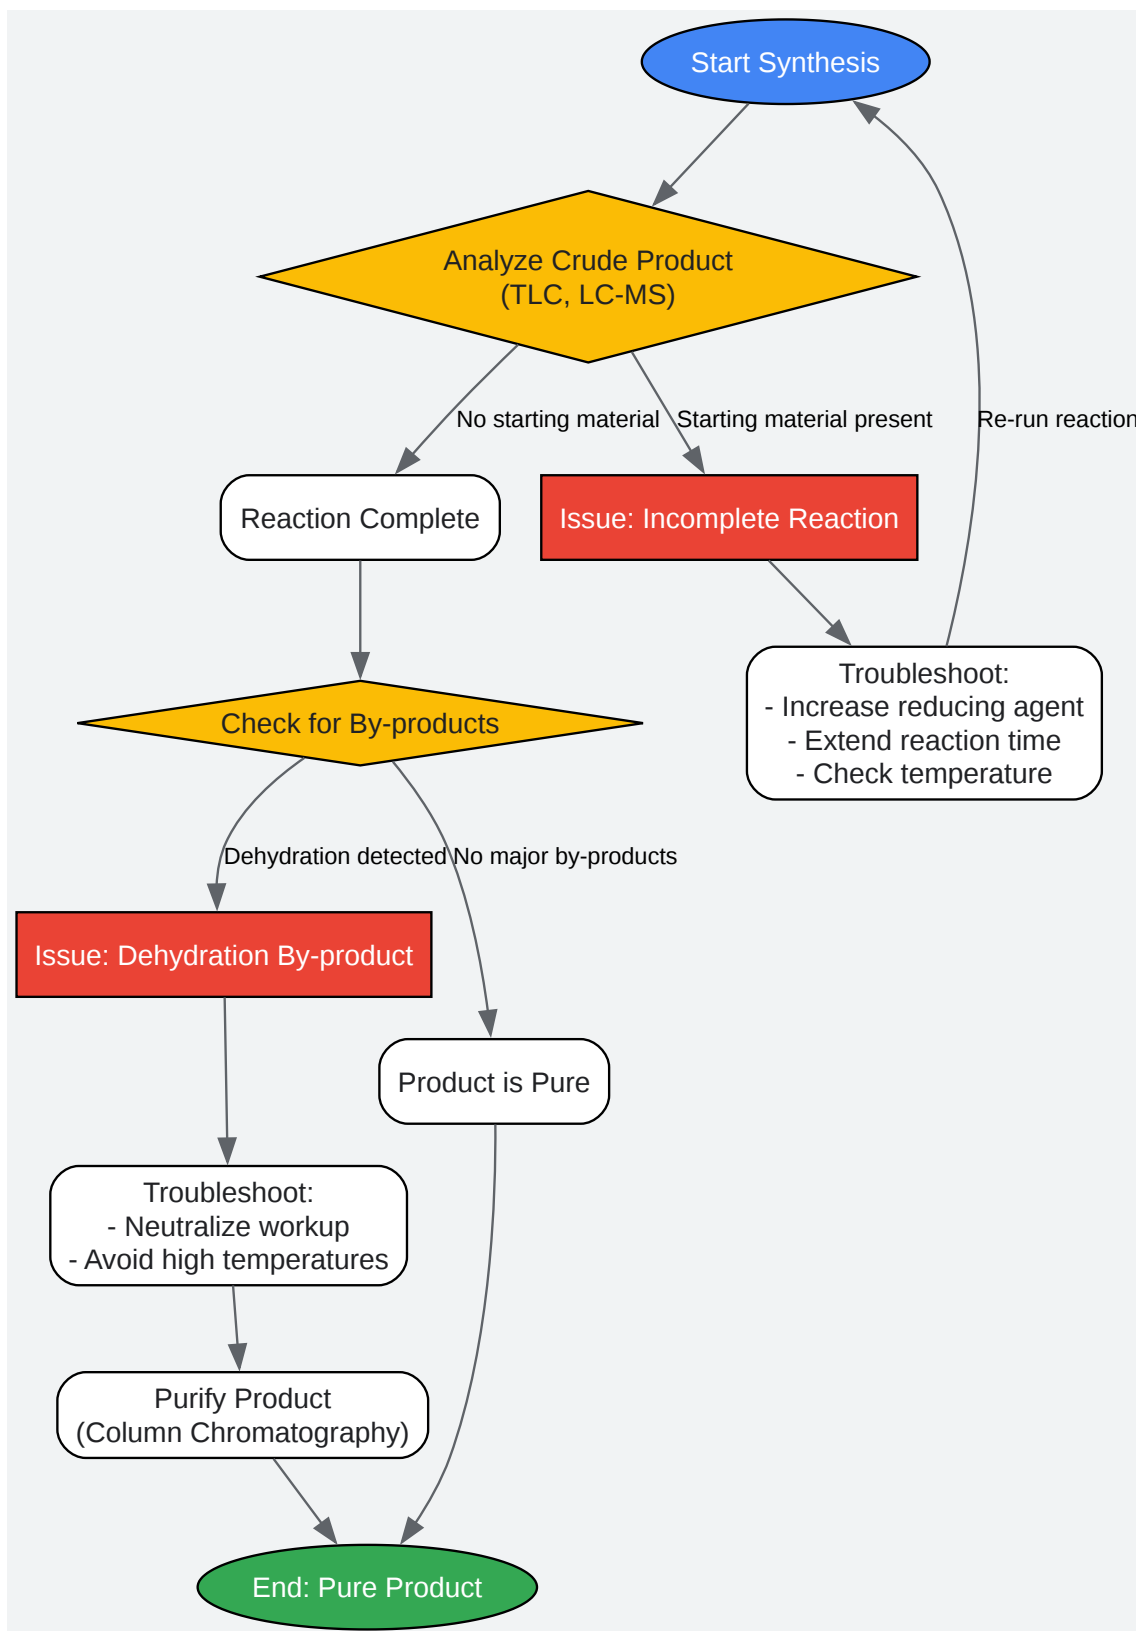 Start Synthesis
Analyze Crude Product
(TLC, LC-MS)
No starting material
Starting material present
Re-run reaction
Reaction Complete
Issue: Incomplete Reaction
Troubleshoot:
- Increase reducing agent
- Extend reaction time
- Check temperature
Check for By-products
Dehydration detected
No major by-products
Issue: Dehydration By-product
Product is Pure
Troubleshoot:
- Neutralize workup
- Avoid high temperatures
Purify Product
(Column Chromatography)
End: Pure Product